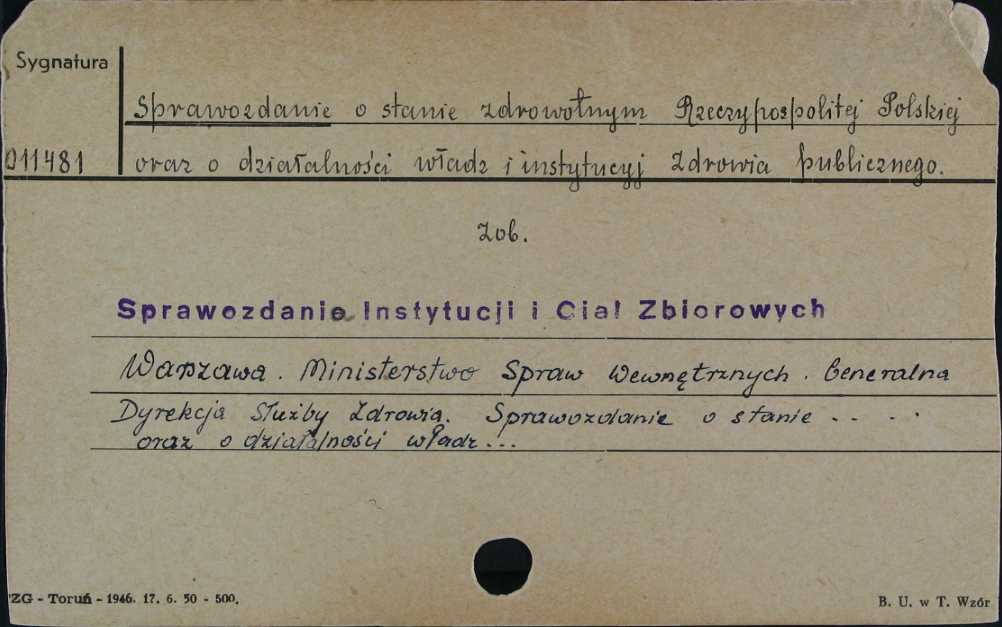 Sygnatura
Sprawozdanie o stanie zdrowotnym Rzeczypospolitej Polskiej
011481 oraz o działalności władz i instytucyj Zdrowia publicznego.
Zob.
Sprawozdanie Instytucji i Ciał Zbiorowych
Warszawa. Ministerstwo Spraw Wewnętrznych. Generalna
Dyrekcja Służby Zdrowia. Sprawozdanie o stanie ....
oraz o działalności władz...
ZG - Toruń - 1946. 17. 6. 50 - 500.
B. U. w T. Wzór